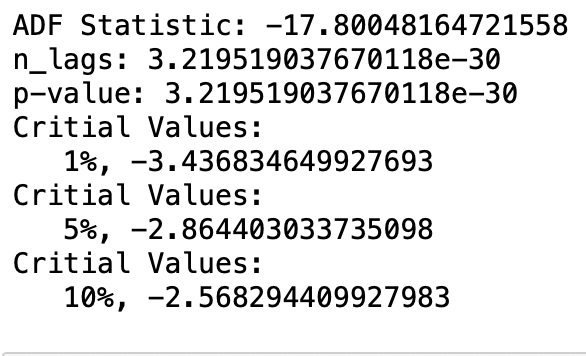 ADF Statistic: -17.80048164721558
n_lags: 3.219519037670118e-30
p-value: 3.219519037670118e-30
Critial Values:
   1%, -3.436834649927693
Critial Values:
   5%, -2.864403033735098
Critial Values:
   10%, -2.568294409927983